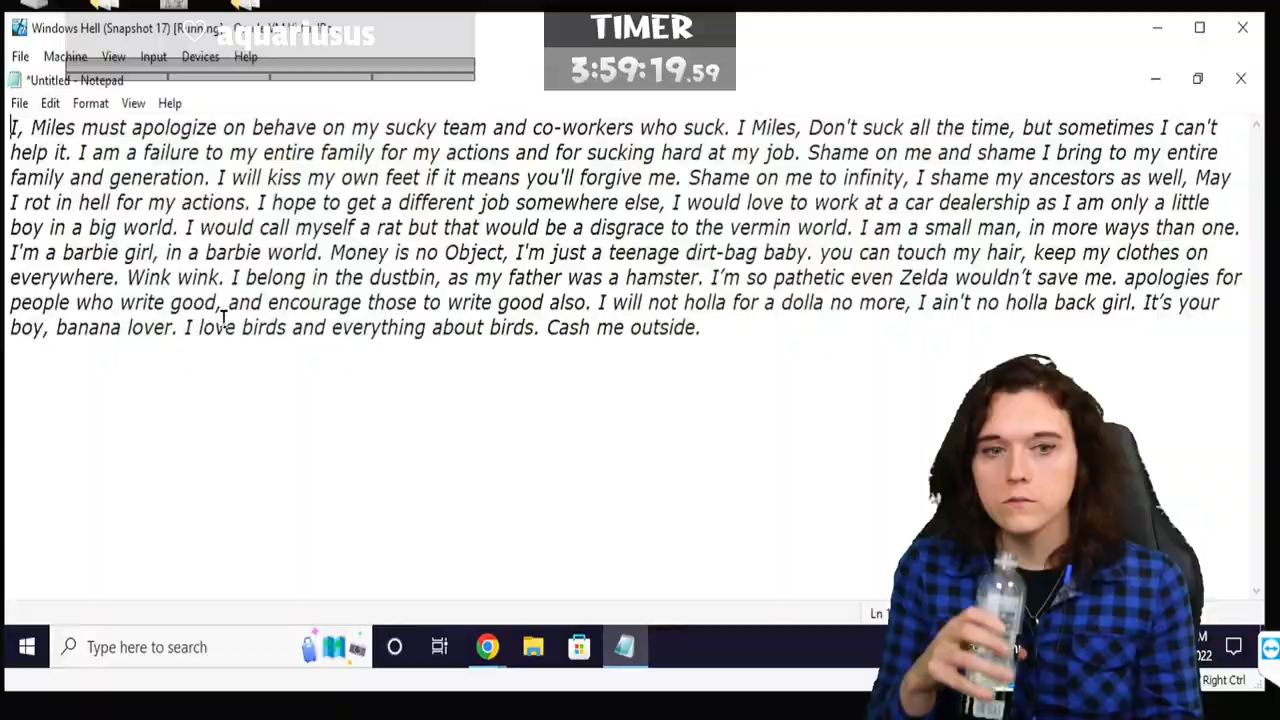 Windows Hell (Snapshot 17) [Running]
aquariusus
TIMER
3:59:19.59
File Machine View Input Devices Help
*Untitled - Notepad
File Edit Format View Help
I, Miles must apologize on behave on my sucky team and co-workers who suck. I Miles, Don't suck all the time, but sometimes I can't
help it. I am a failure to my entire family for my actions and for sucking hard at my job. Shame on me and shame I bring to my entire
family and generation. I will kiss my own feet if it means you'll forgive me. Shame on me to infinity, I shame my ancestors as well, May
I rot in hell for my actions. I hope to get a different job somewhere else, I would love to work at a car dealership as I am only a little
boy in a big world. I would call myself a rat but that would be a disgrace to the vermin world. I am a small man, in more ways than one.
I'm a barbie girl, in a barbie world. Money is no Object, I'm just a teenage dirt-bag baby. you can touch my hair, keep my clothes on
everywhere. Wink wink. I belong in the dustbin, as my father was a hamster. I’m so pathetic even Zelda wouldn’t save me. apologies for
people who write good, and encourage those to write good also. I will not holla for a dolla no more, I ain't no holla back girl. It’s your
boy, banana lover. I love birds and everything about birds. Cash me outside.
Ln 1
Type here to search
2022
Right Ctrl